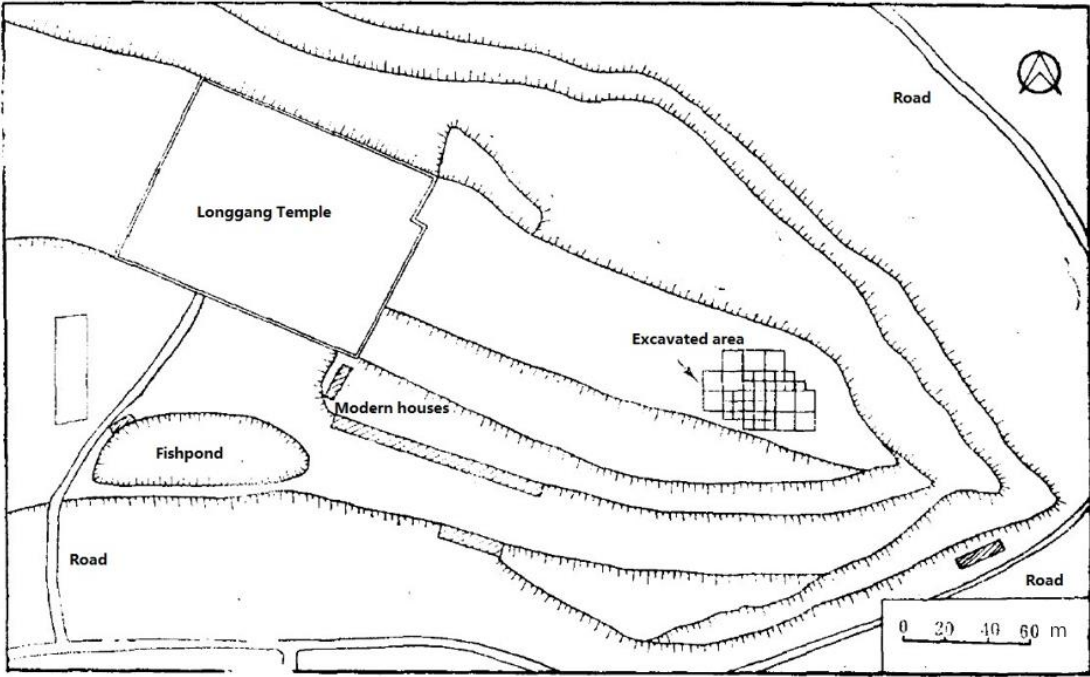 Road
Longgang Temple
Excavated area
Modern houses
Fishpond
Road
Road
0 20 40 60 m